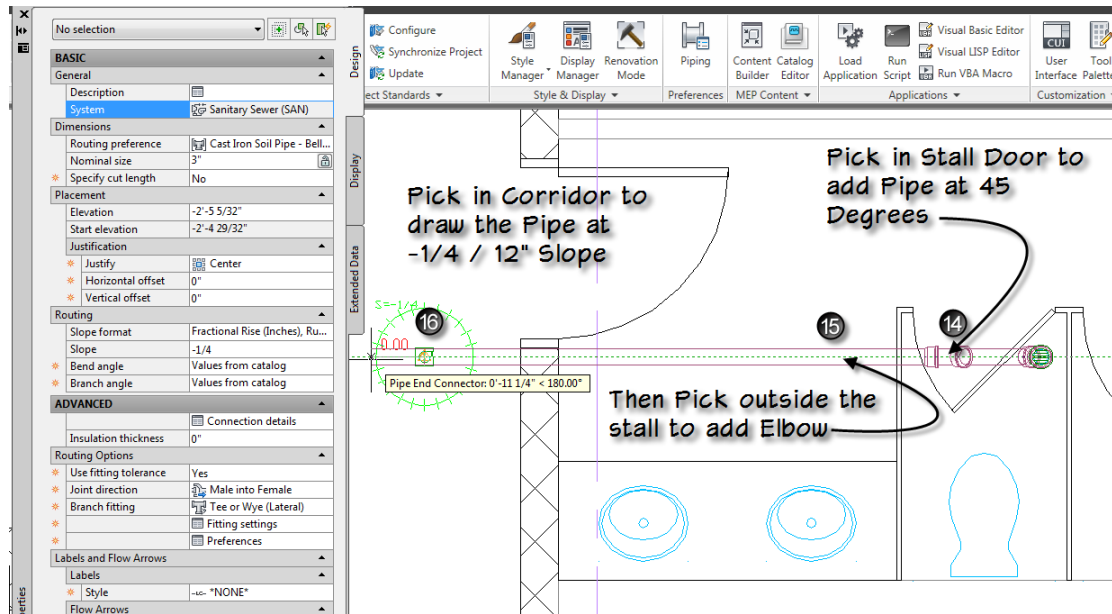 No selection
BASIC
General
Description
System Sanitary Sewer (SAN)
Dimensions
Routing preference Cast Iron Soil Pipe - Bell...
Nominal size 3"
Specify cut length No
Placement
Elevation -2'-5 5/32"
Start elevation -2'-4 29/32"
Justification
Justify Center
Horizontal offset 0"
Vertical offset 0"
Routing
Slope format Fractional Rise (Inches), Ru...
Slope -1/4
Bend angle Values from catalog
Branch angle Values from catalog
ADVANCED
Connection details
Insulation thickness 0"
Routing Options
Use fitting tolerance Yes
Joint direction Male into Female
Branch fitting Tee or Wye (Lateral)
Fitting settings
Preferences
Labels and Flow Arrows
Labels
Style *NONE*
Flow Arrows
Design
Display
Extended Data
Configure
Synchronize Project
Update
ect Standards
Style Manager
Display Manager
Renovation Mode
Style & Display
Piping
Preferences
Content Builder
Catalog Editor
MEP Content
Load Application
Run Script
Visual Basic Editor
Visual LISP Editor
Run VBA Macro
Applications
CUI
User Interface
Tool
Palette
Customization
Pick in Corridor to
draw the Pipe at
-1/4 / 12" Slope
Pick in Stall Door to
add Pipe at 45
Degrees
S=-1/4
16
15
14
0.00
Pipe End Connector: 0'-11 1/4" < 180.00°
Then Pick outside the
stall to add Elbow